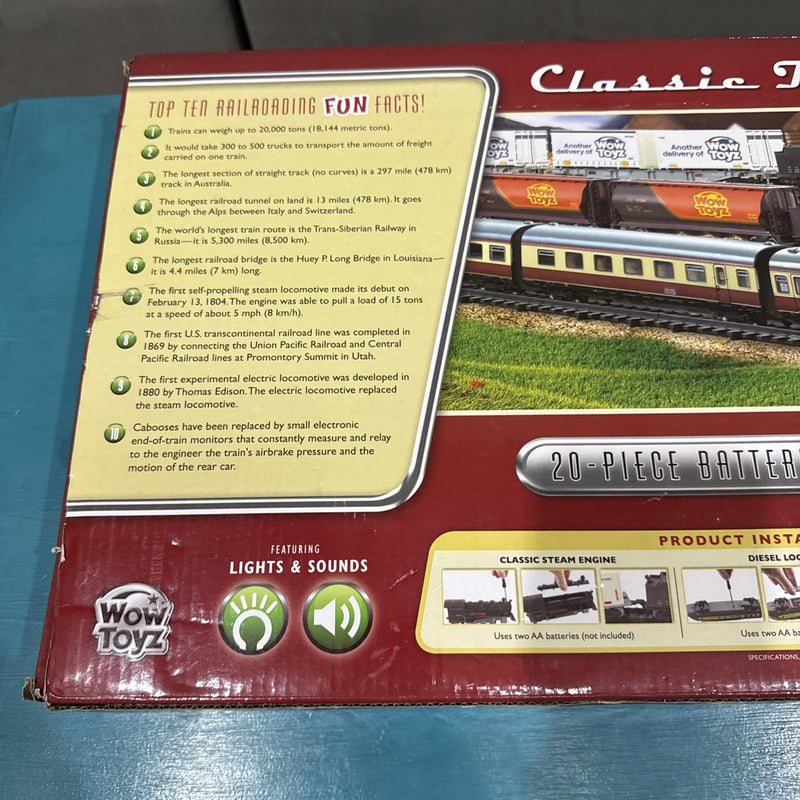 Classic T
TOP TEN RAILROADING FUN FACTS!
1 Trains can weigh up to 20,000 tons (18,144 metric tons).
2 It would take 300 to 500 trucks to transport the amount of freight
carried on one train.
3 The longest section of straight track (no curves) is a 297 mile (478 km)
track in Australia.
4 The longest railroad tunnel on land is 13 miles (478 km). It goes
through the Alps between Italy and Switzerland.
5 The world's longest train route is the Trans-Siberian Railway in
Russia—it is 5,300 miles (8,500 km).
6 The longest railroad bridge is the Huey P. Long Bridge in Louisiana—
it is 4.4 miles (7 km) long.
7 The first self-propelling steam locomotive made its debut on
February 13, 1804. The engine was able to pull a load of 15 tons
at a speed of about 5 mph (8 km/h).
8 The first U.S. transcontinental railroad line was completed in
1869 by connecting the Union Pacific Railroad and Central
Pacific Railroad lines at Promontory Summit in Utah.
9 The first experimental electric locomotive was developed in
1880 by Thomas Edison. The electric locomotive replaced
the steam locomotive.
10 Cabooses have been replaced by small electronic
end-of-train monitors that constantly measure and relay
to the engineer the train's airbrake pressure and the
motion of the rear car.
TOYZ
Another
delivery of WOW TOYZ
Another
delivery of WOW TOYZ
WOW TOYZ
WOW TOYZ
20-PIECE BATTER
FEATURING
LIGHTS & SOUNDS
WOW TOYZ
PRODUCT INSTA
CLASSIC STEAM ENGINE
DIESEL LOC
Uses two AA batteries (not included)
Uses two AA ba
SPECIFICATIONS,